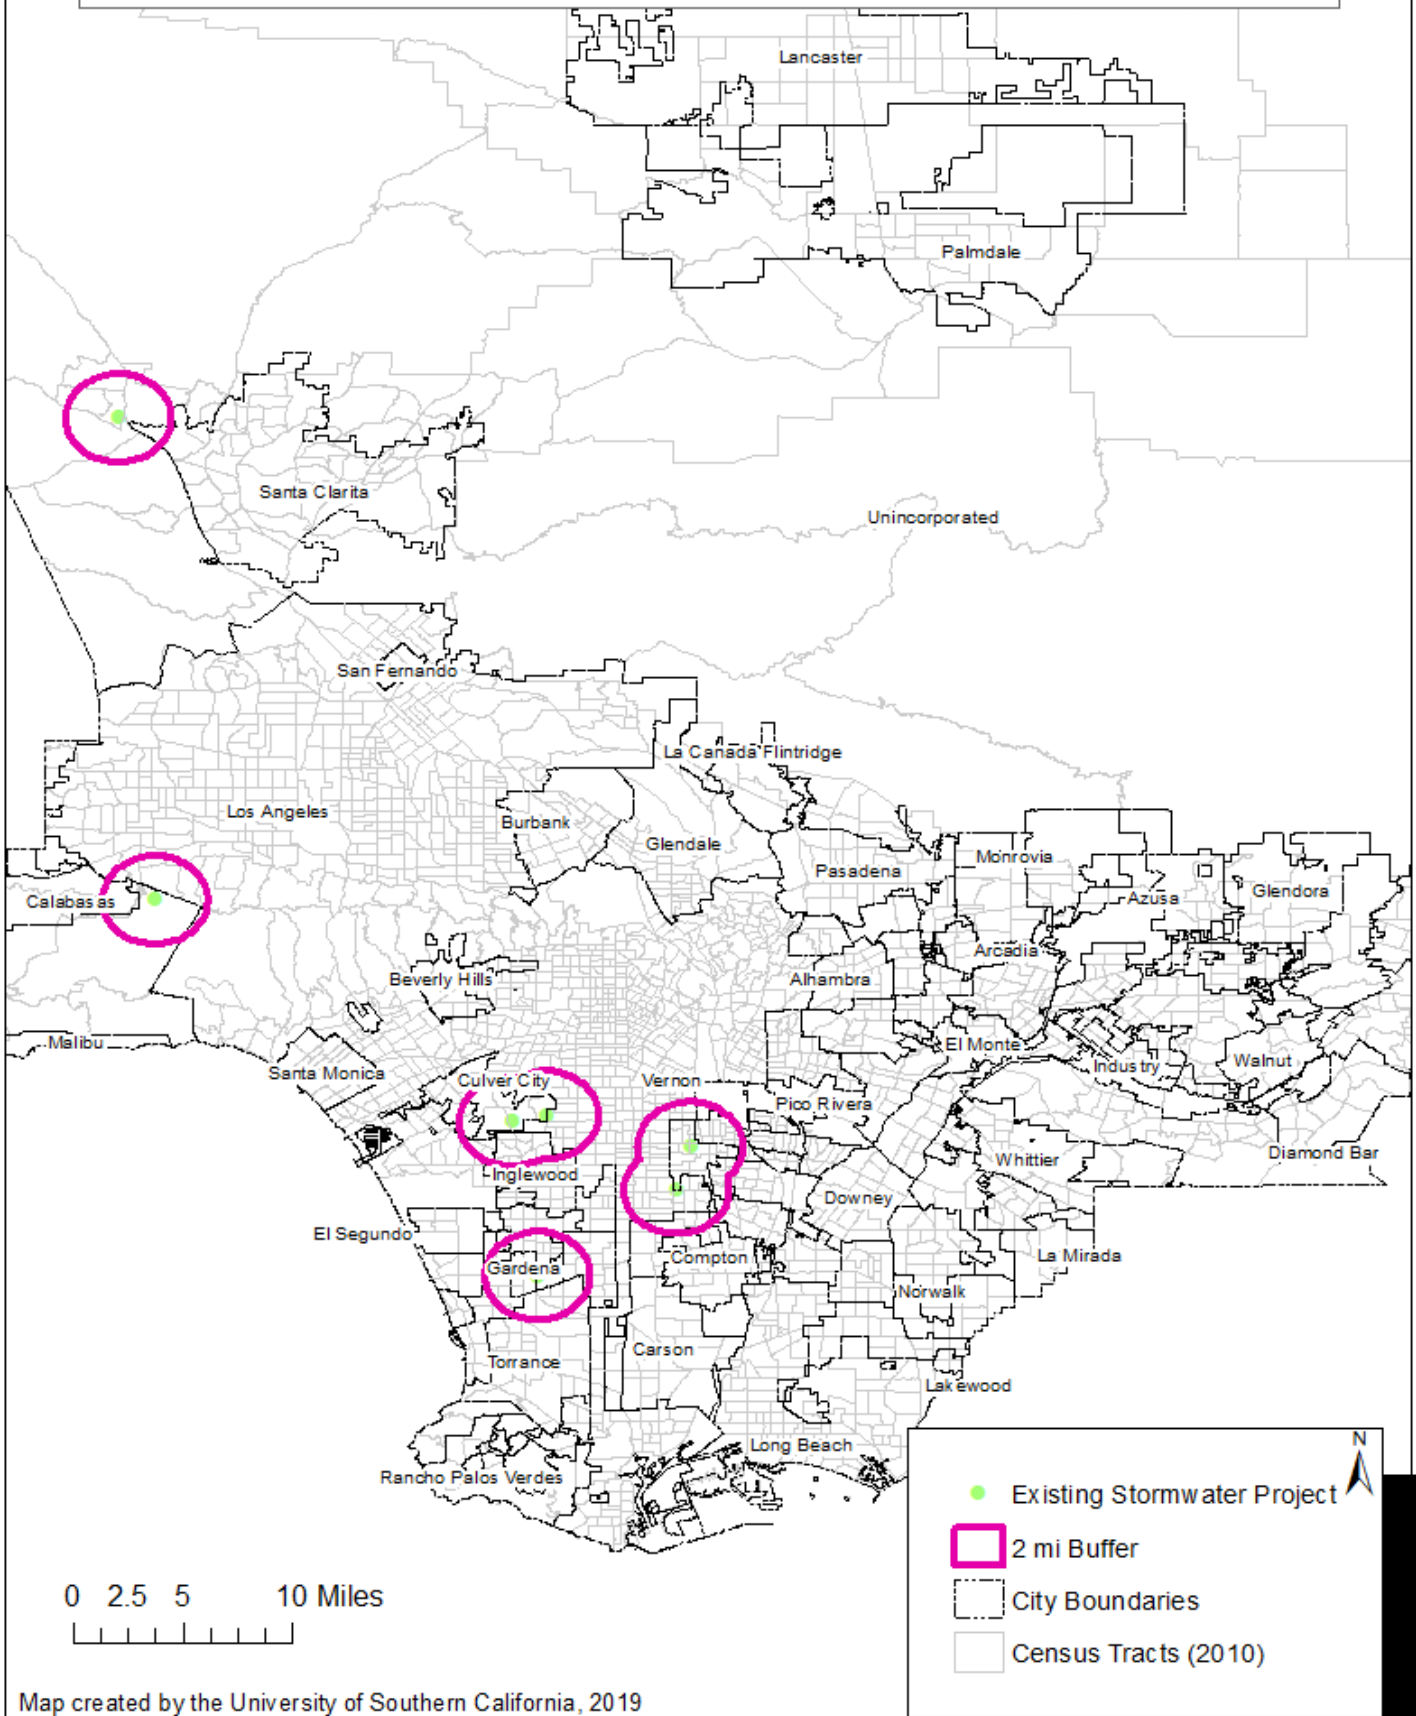 Lancaster
Palmdale
Santa Clarita
Unincorporated
San Fernando
La Canada Flintridge
Los Angeles
Burbank
Glendale
Monrovia
Pasadena
Azusa
Glendora
Calabasas
Arcadia
Beverly Hills
Alhambra
Malibu
El Monte
Industry
Walnut
Santa Monica
Culver City
Vernon
Pico Rivera
Diamond Bar
Whittier
Inglewood
Downey
El Segundo
La Mirada
Compton
Gardena
Norwalk
Carson
Torrance
Lakewood
Long Beach
Rancho Palos Verdes
N
Existing Stormwater Project
2 mi Buffer
City Boundaries
Census Tracts (2010)
0 2.5 5 10 Miles
Map created by the University of Southern California, 2019